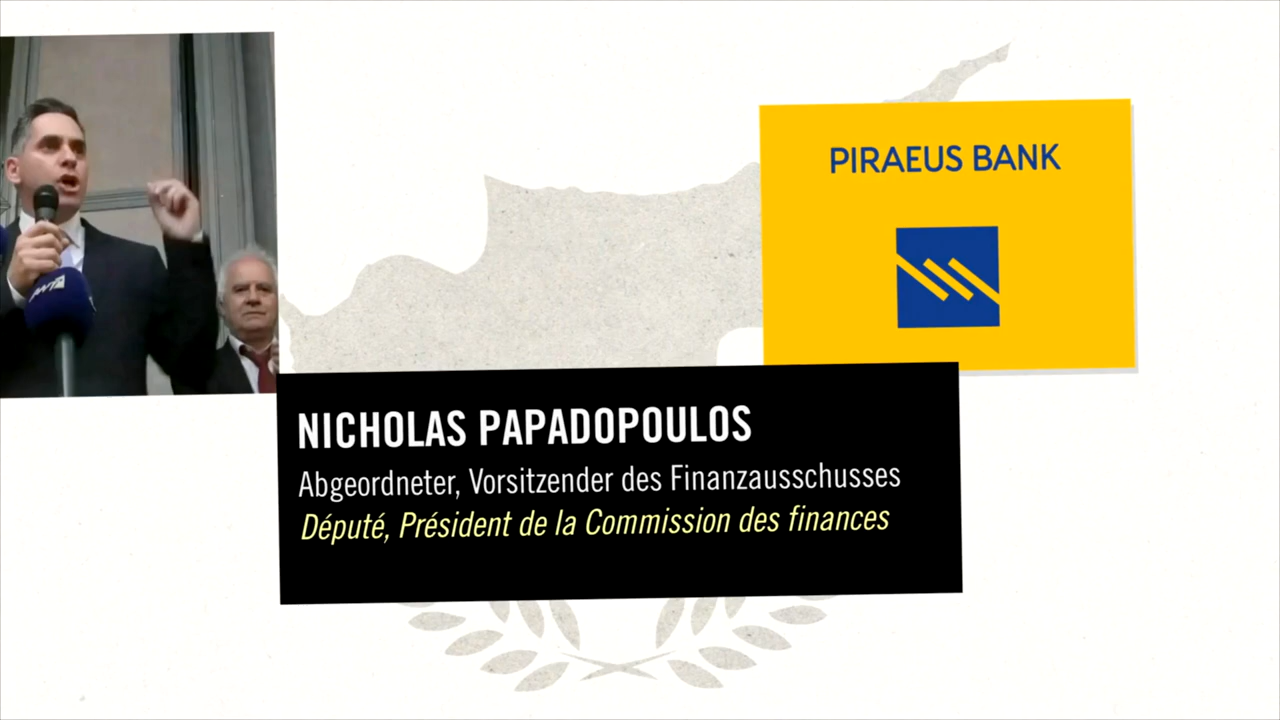 PIRAEUS BANK
NICHOLAS PAPADOPOULOS
Abgeordneter, Vorsitzender des Finanzausschusses
Député, Président de la Commission des finances